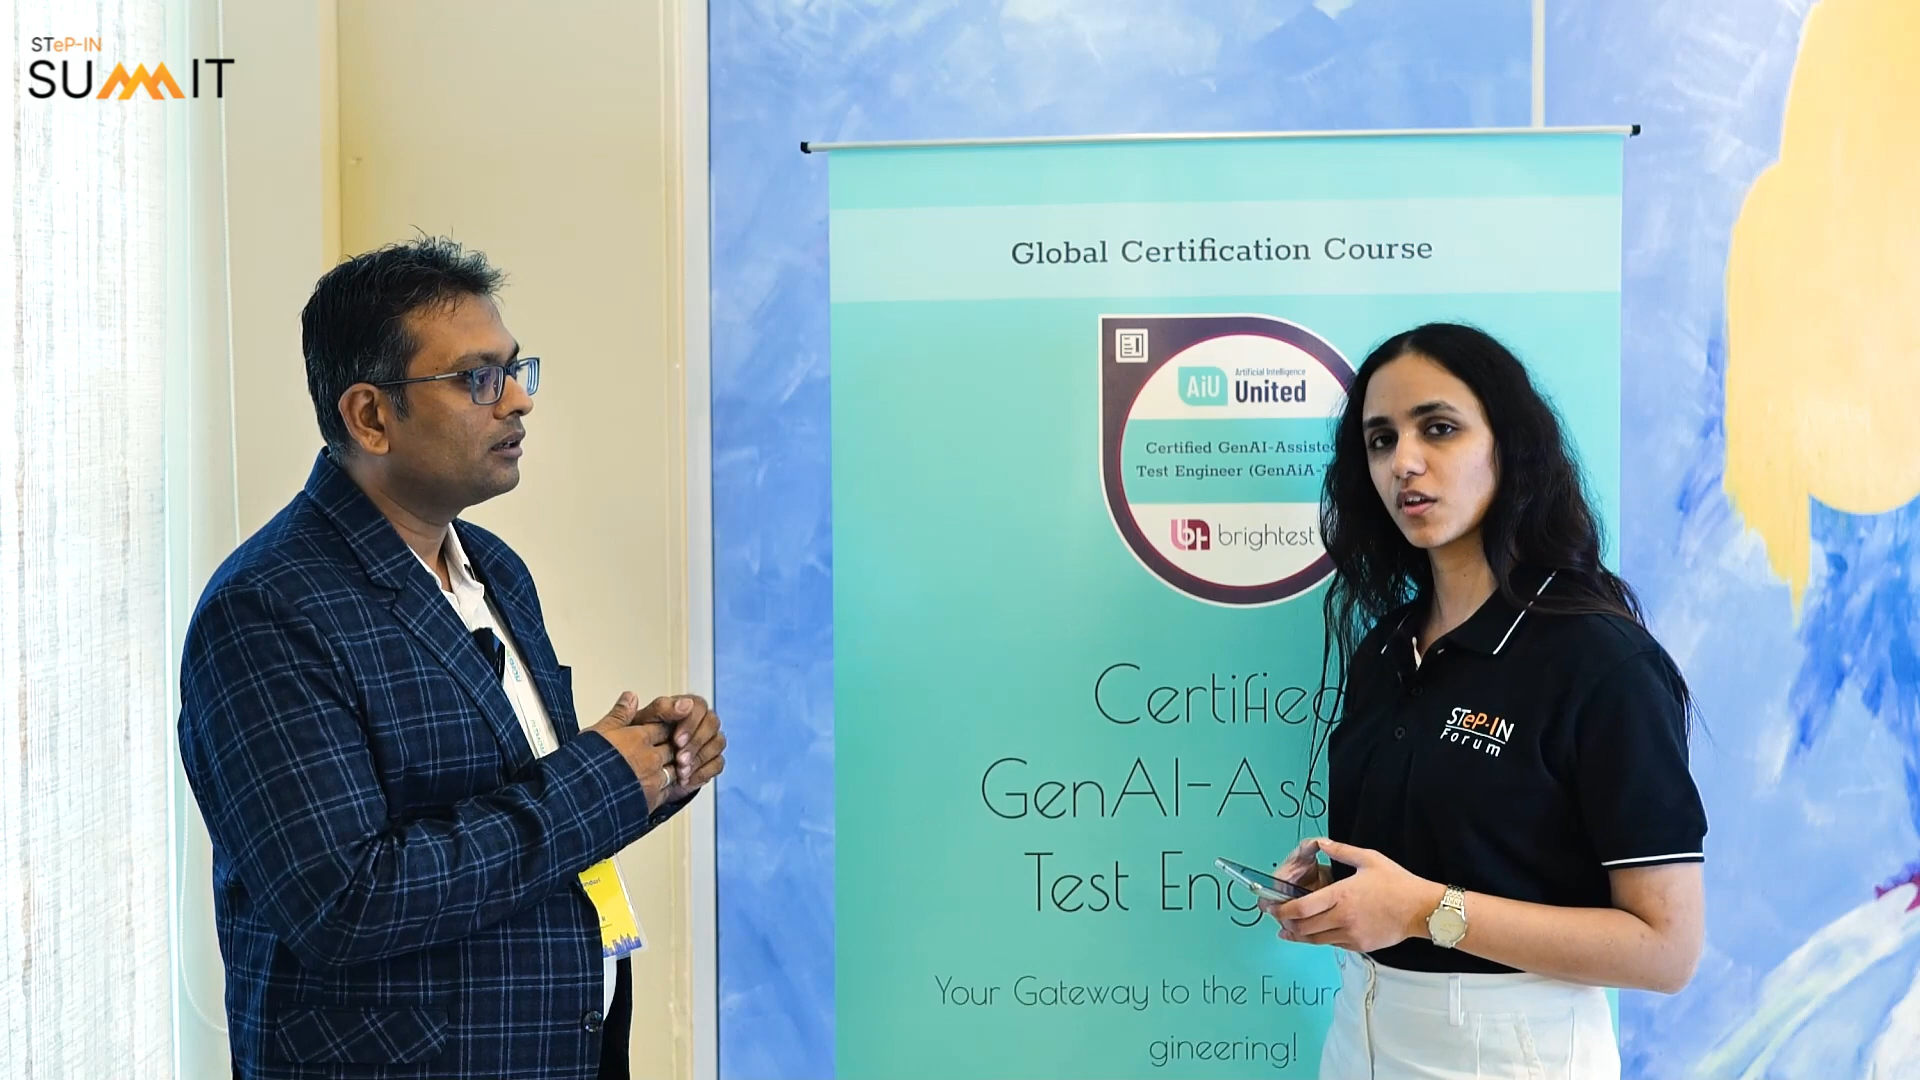 STeP-IN
SUMMIT
Global Certification Course
AiU
Artificial Intelligence
United
Certified GenAI-Assisted
Test Engineer (GenAiA-T
brightest
Certified
GenAI-Ass
Test Eng
Your Gateway to the Future
gineering!
STeP-IN
Forum